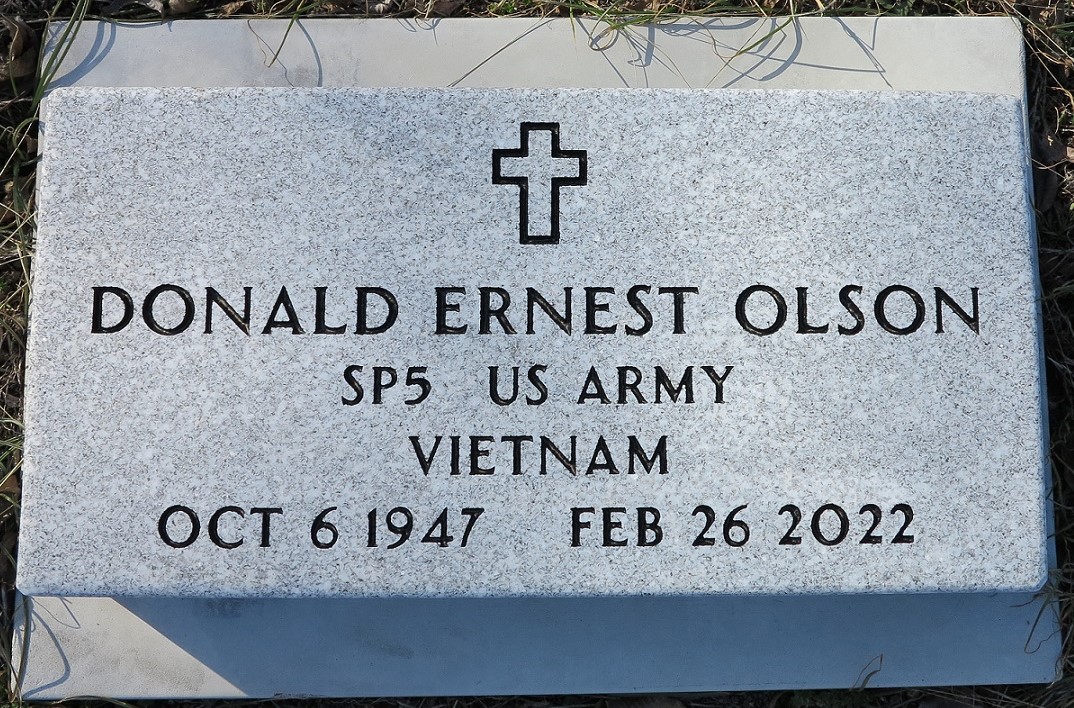 DONALD ERNEST OLSON
SP5 US ARMY
VIETNAM
OCT 6 1947 FEB 26 2022